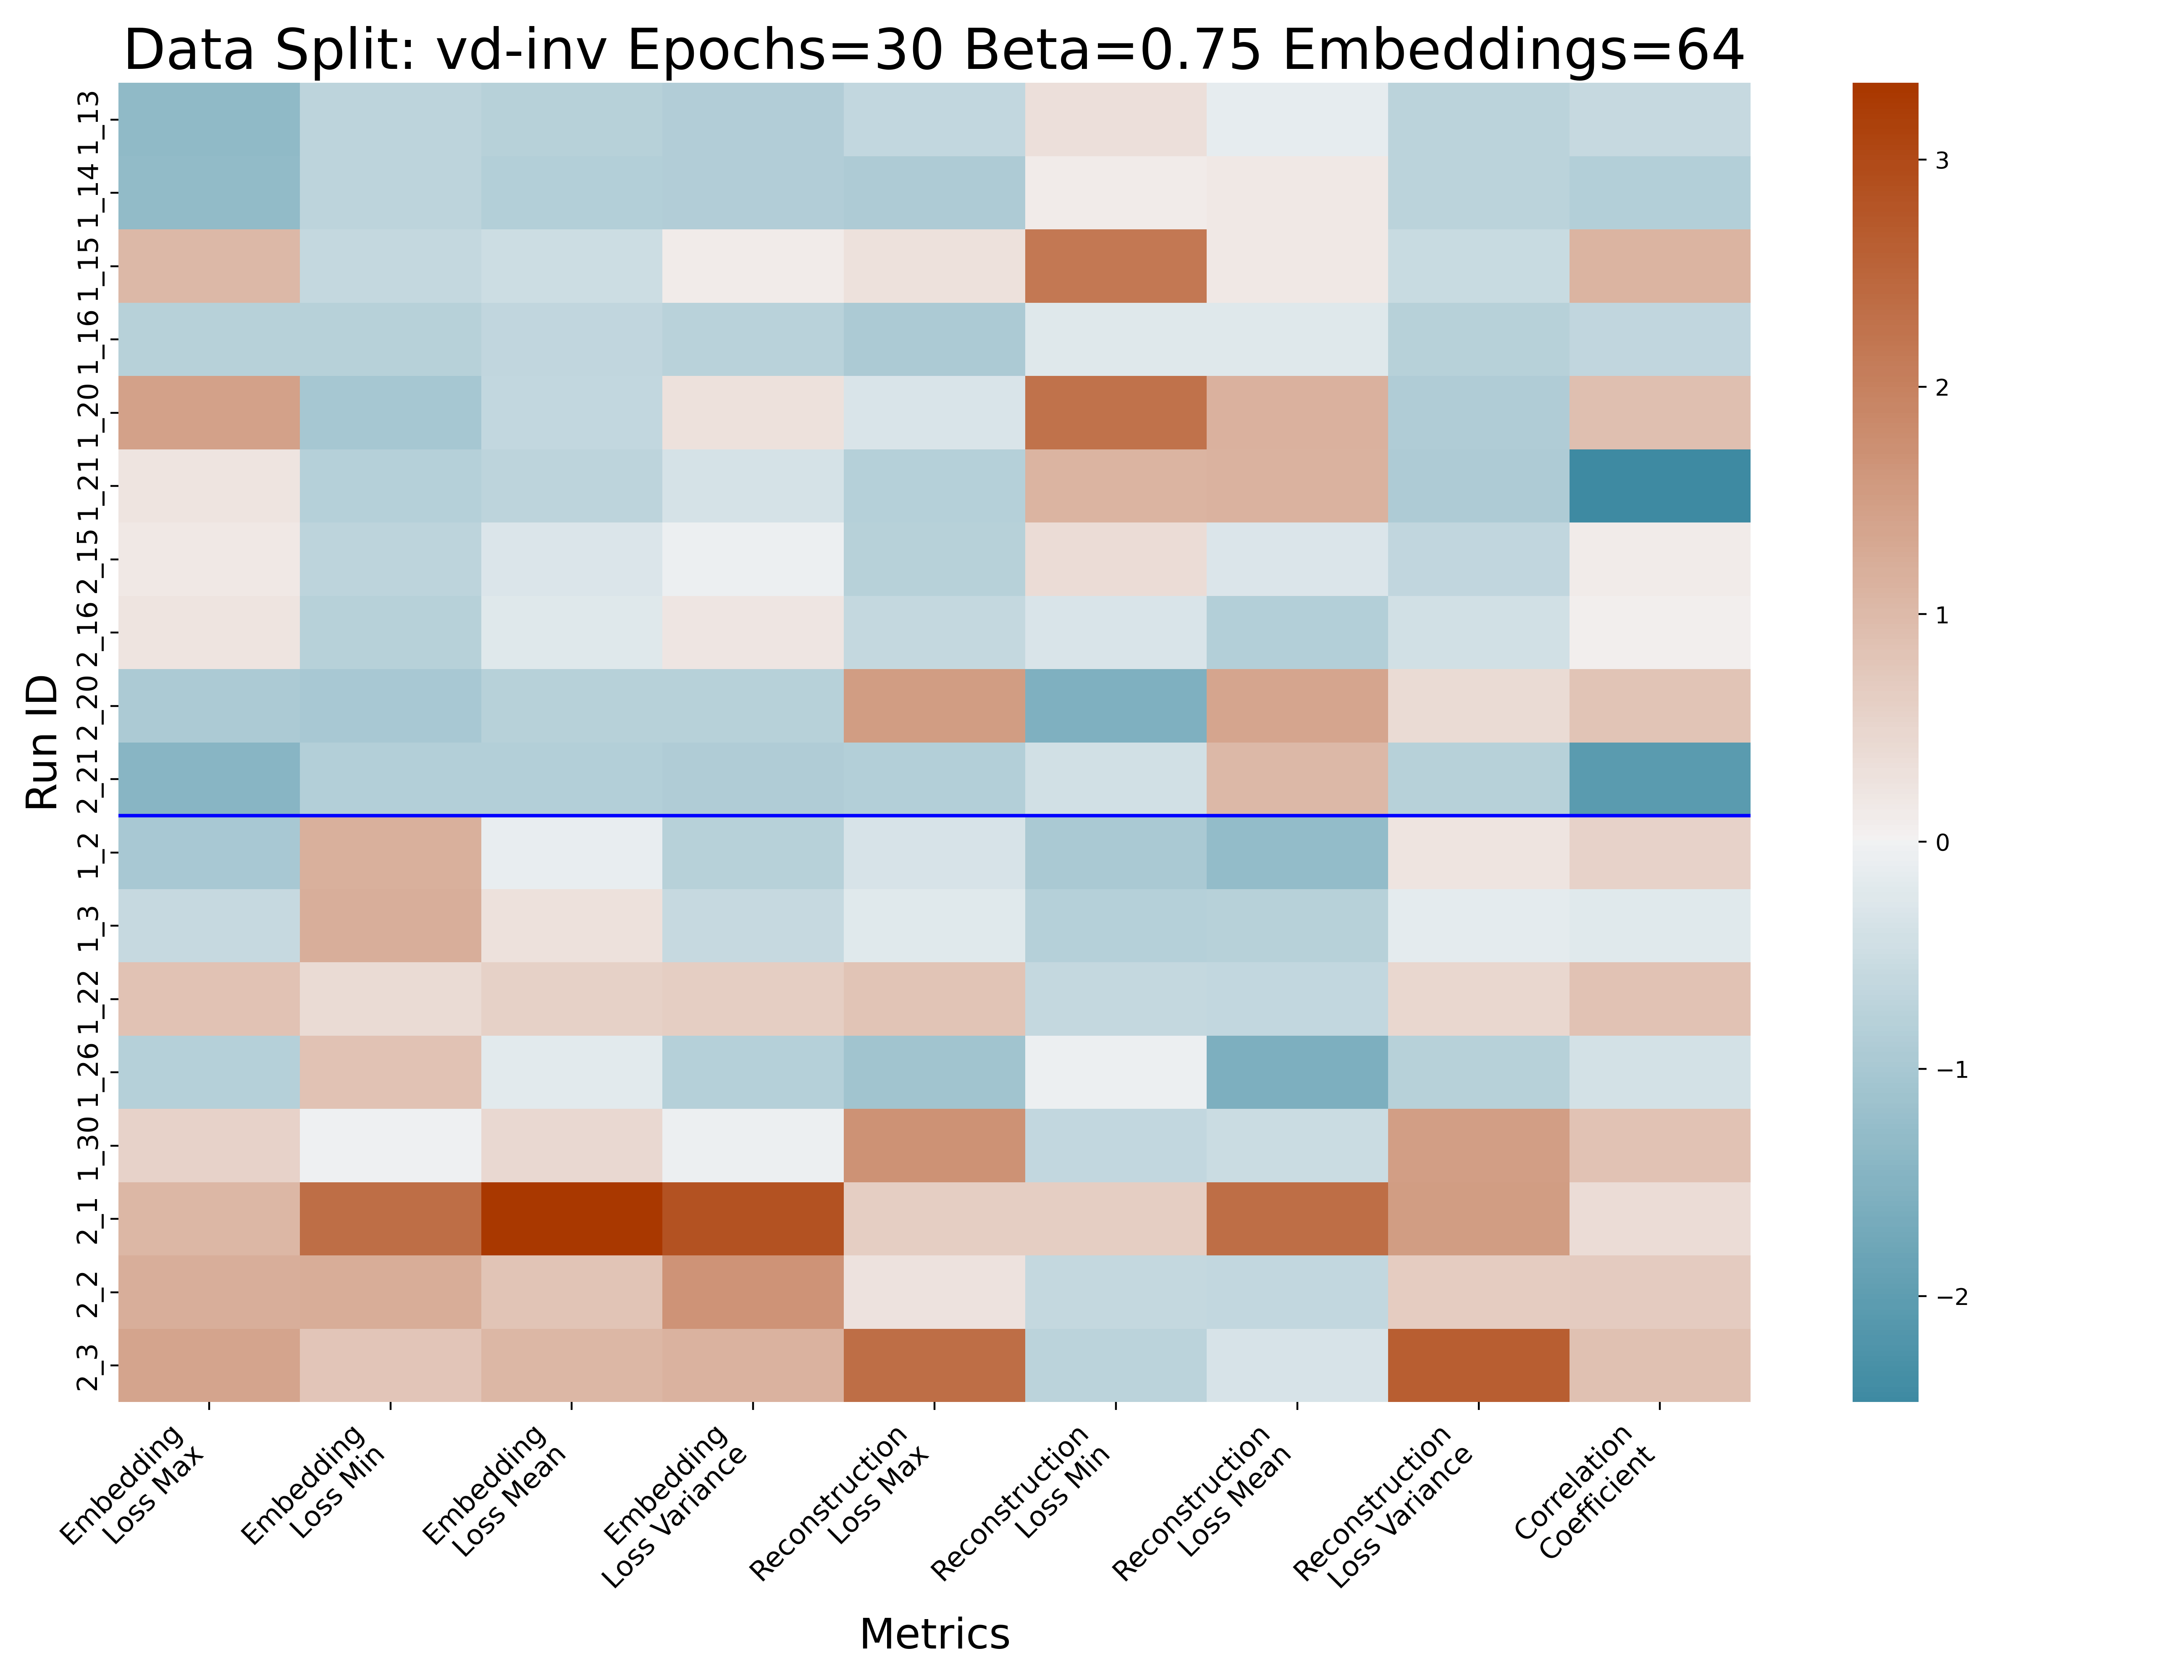 Data Split: vd-inv Epochs=30 Beta=0.75 Embeddings=64
Run ID
1_13
1_14
1_15
1_16
1_20
1_21
2_15
2_16
2_20
2_21
1_2
1_3
1_22
1_26
1_30
2_1
2_2
2_3
Embedding
Loss Max
Embedding
Loss Min
Embedding
Loss Mean
Embedding
Loss Variance
Reconstruction
Loss Max
Reconstruction
Loss Min
Reconstruction
Loss Mean
Reconstruction
Loss Variance
Correlation
Coefficient
Metrics
3
2
1
0
−1
−2